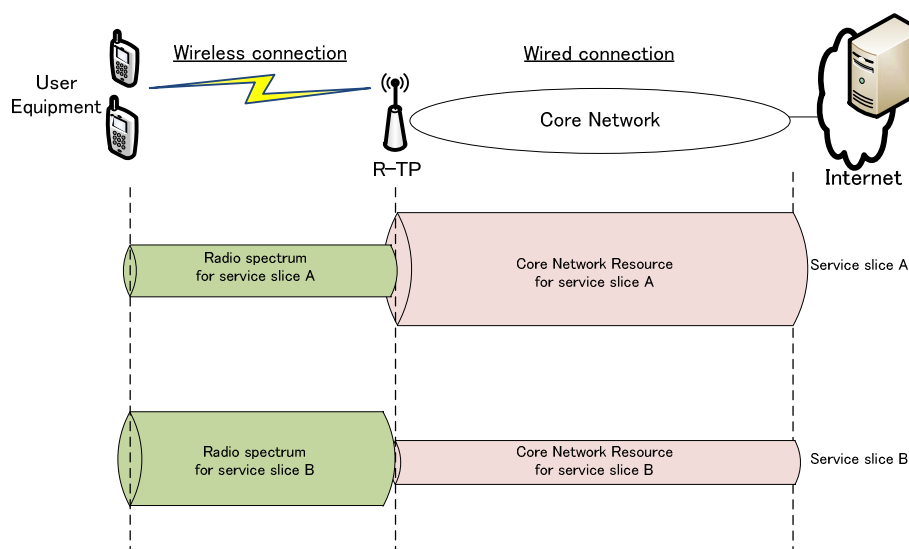 Wireless connection
Wired connection
User
Equipment
Core Network
R-TP
Internet
Radio spectrum
for service slice A
Core Network Resource
for service slice A
Service slice A
Radio spectrum
for service slice B
Core Network Resource
for service slice B
Service slice B